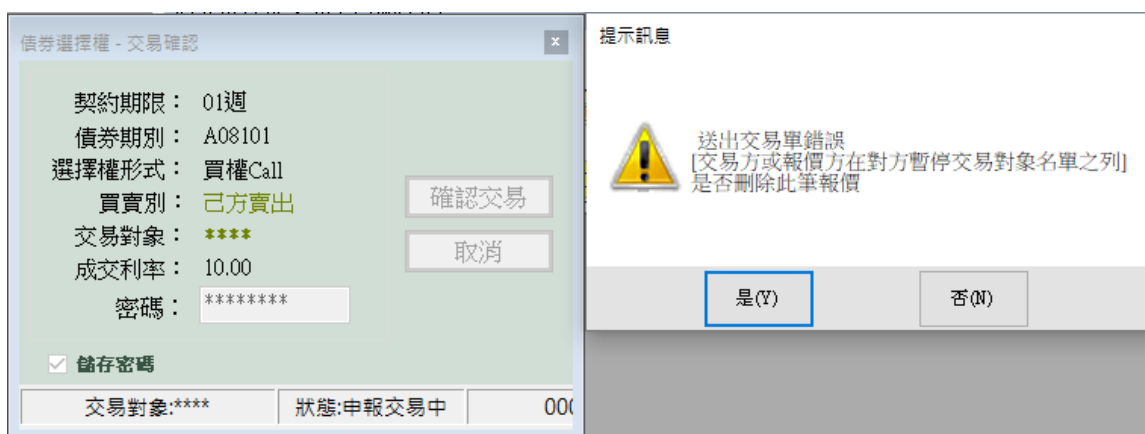 債券選擇權 - 交易確認
x
契約期限： 01週
債券期別： A08101
選擇權形式： 買權Call
買賣別： 己方賣出
交易對象： ****
成交利率： 10.00
密碼： ********
確認交易
取消
儲存密碼
交易對象:****
狀態:申報交易中
000
提示訊息
送出交易單錯誤
[交易方或報價方在對方暫停交易對象名單之列]
是否刪除此筆報價
是(Y)
否(N)